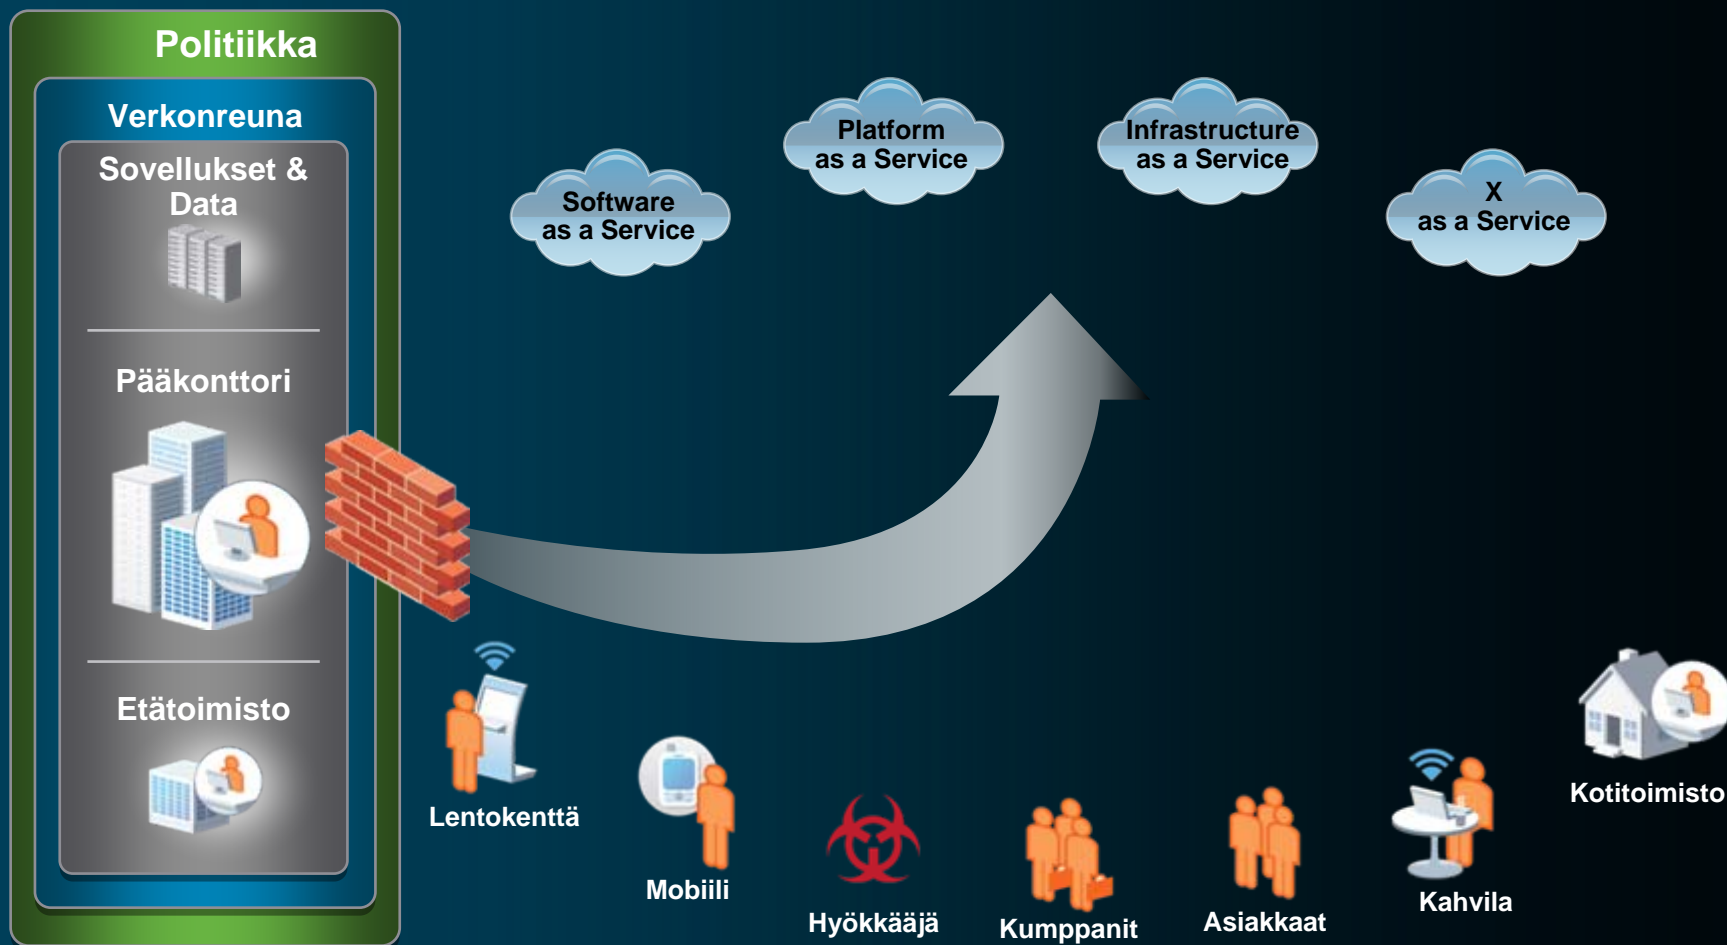 Politiikka
Verkonreuna
Sovellukset &
Data
Pääkonttori
Etätoimisto
Software
as a Service
Platform
as a Service
Infrastructure
as a Service
X
as a Service
Lentokenttä
Mobiili
Hyökkääjä
Kumppanit
Asiakkaat
Kahvila
Kotitoimisto